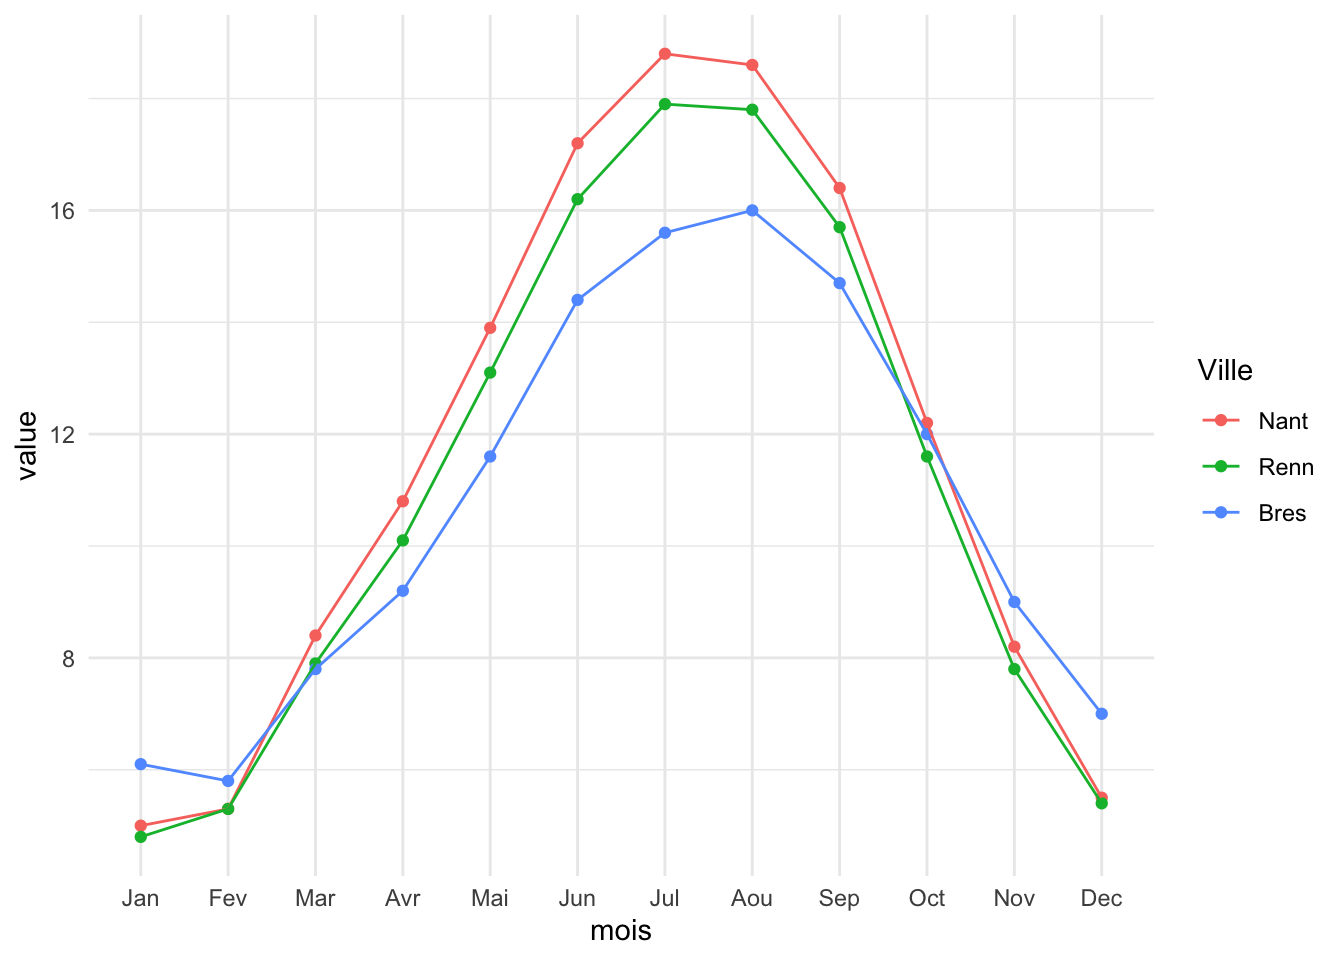 value
16
12
8
Jan Fev Mar Avr Mai Jun Jul Aou Sep Oct Nov Dec
mois
Ville
Nant
Renn
Bres